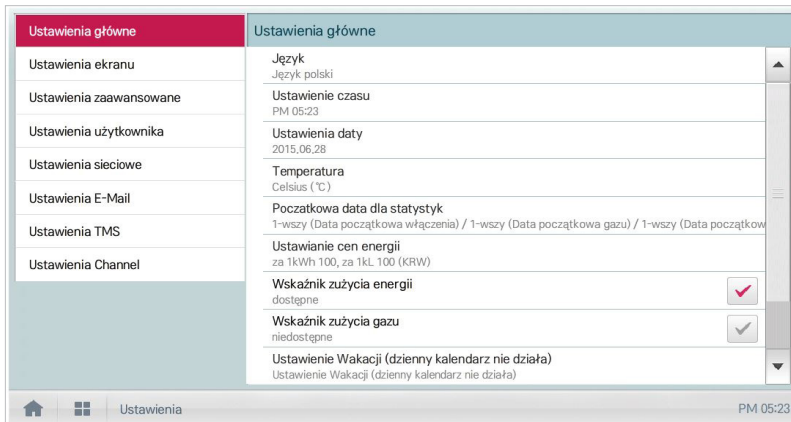 Ustawienia główne
Ustawienia ekranu
Ustawienia zaawansowane
Ustawienia użytkownika
Ustawienia sieciowe
Ustawienia E-Mail
Ustawienia TMS
Ustawienia Channel
Ustawienia główne
Język
Język polski
Ustawienie czasu
PM 05:23
Ustawienia daty
2015.06.28
Temperatura
Celsius (℃)
Poczatkowa data dla statystyk
1-wszy (Data początkowa włączenia) / 1-wszy (Data początkowa gazu) / 1-wszy (Data początkow
Ustawianie cen energii
za 1kWh 100, za 1kL 100 (KRW)
Wskaźnik zużycia energii
dostępne
Wskaźnik zużycia gazu
niedostępne
Ustawienie Wakacji (dzienny kalendarz nie działa)
Ustawienie Wakacji (dzienny kalendarz nie działa)
Ustawienia
PM 05:23